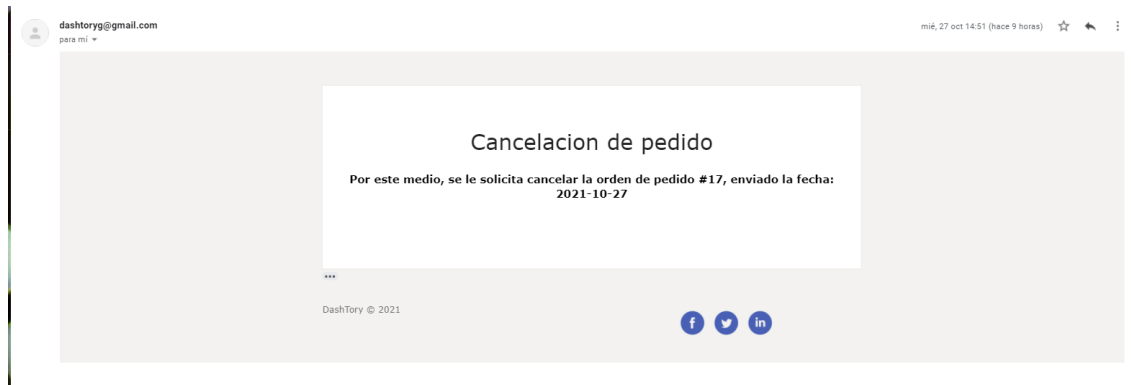 dashtoryg@gmail.com
mié, 27 oct 14:51 (hace 9 horas)
para mí
Cancelacion de pedido
Por este medio, se le solicita cancelar la orden de pedido #17, enviado la fecha:
2021-10-27
DashTory © 2021